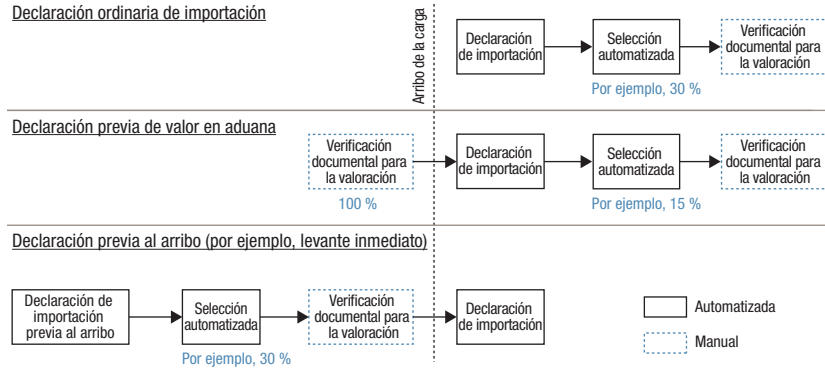 Declaración ordinaria de importación
Arribo de la carga
Declaración
de importación
Selección
automatizada
Verificación
documental para
la valoración
Por ejemplo, 30 %
Declaración previa de valor en aduana
Verificación
documental para
la valoración
Declaración
de importación
Selección
automatizada
Verificación
documental para
la valoración
100 %
Por ejemplo, 15 %
Declaración previa al arribo (por ejemplo, levante inmediato)
Declaración de
importación
previa al arribo
Selección
automatizada
Verificación
documental para
la valoración
Declaración
de importación
Por ejemplo, 30 %
Automatizada
Manual